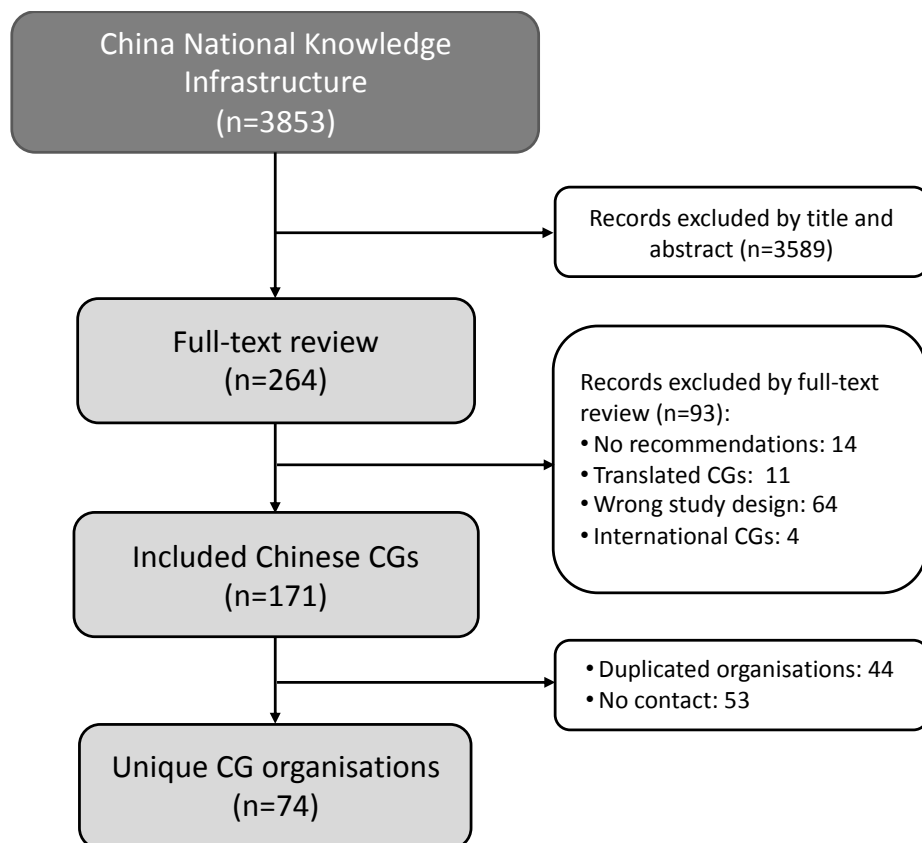 China National Knowledge
Infrastructure
(n=3853)
Records excluded by title and
abstract (n=3589)
Full-text review
(n=264)
Records excluded by full-text
review (n=93):
• No recommendations: 14
• Translated CGs: 11
• Wrong study design: 64
• International CGs: 4
Included Chinese CGs
(n=171)
• Duplicated organisations: 44
• No contact: 53
Unique CG organisations
(n=74)